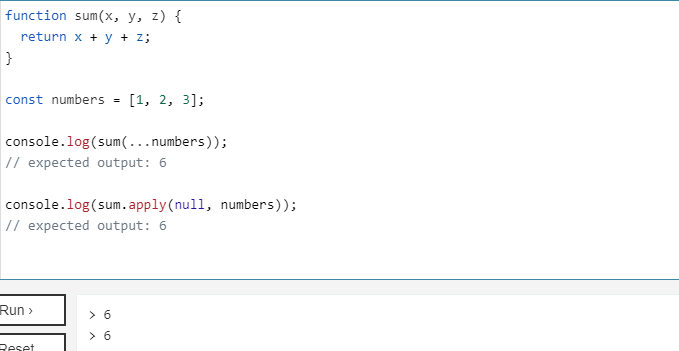 function sum(x, y, z) {
  return x + y + z;
}

const numbers = [1, 2, 3];

console.log(sum(...numbers));
// expected output: 6

console.log(sum.apply(null, numbers));
// expected output: 6

Run ›
> 6
> 6
Reset